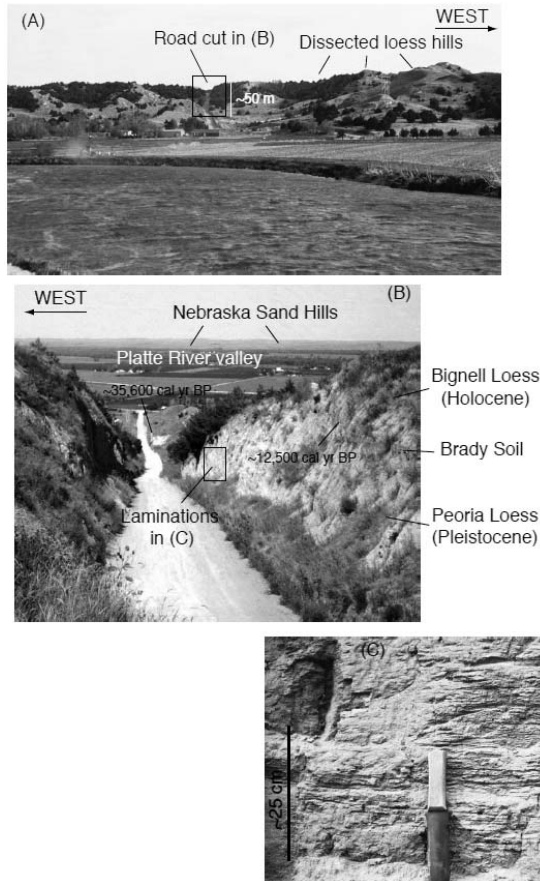 (A)
WEST
Road cut in (B)
Dissected loess hills
~50 m
(B)
WEST
Nebraska Sand Hills
Platte River valley
~35,600 cal yr BP
Bignell Loess
(Holocene)
~12,500 cal yr BP
Brady Soil
Laminations
in (C)
Peoria Loess
(Pleistocene)
(C)
~25 cm